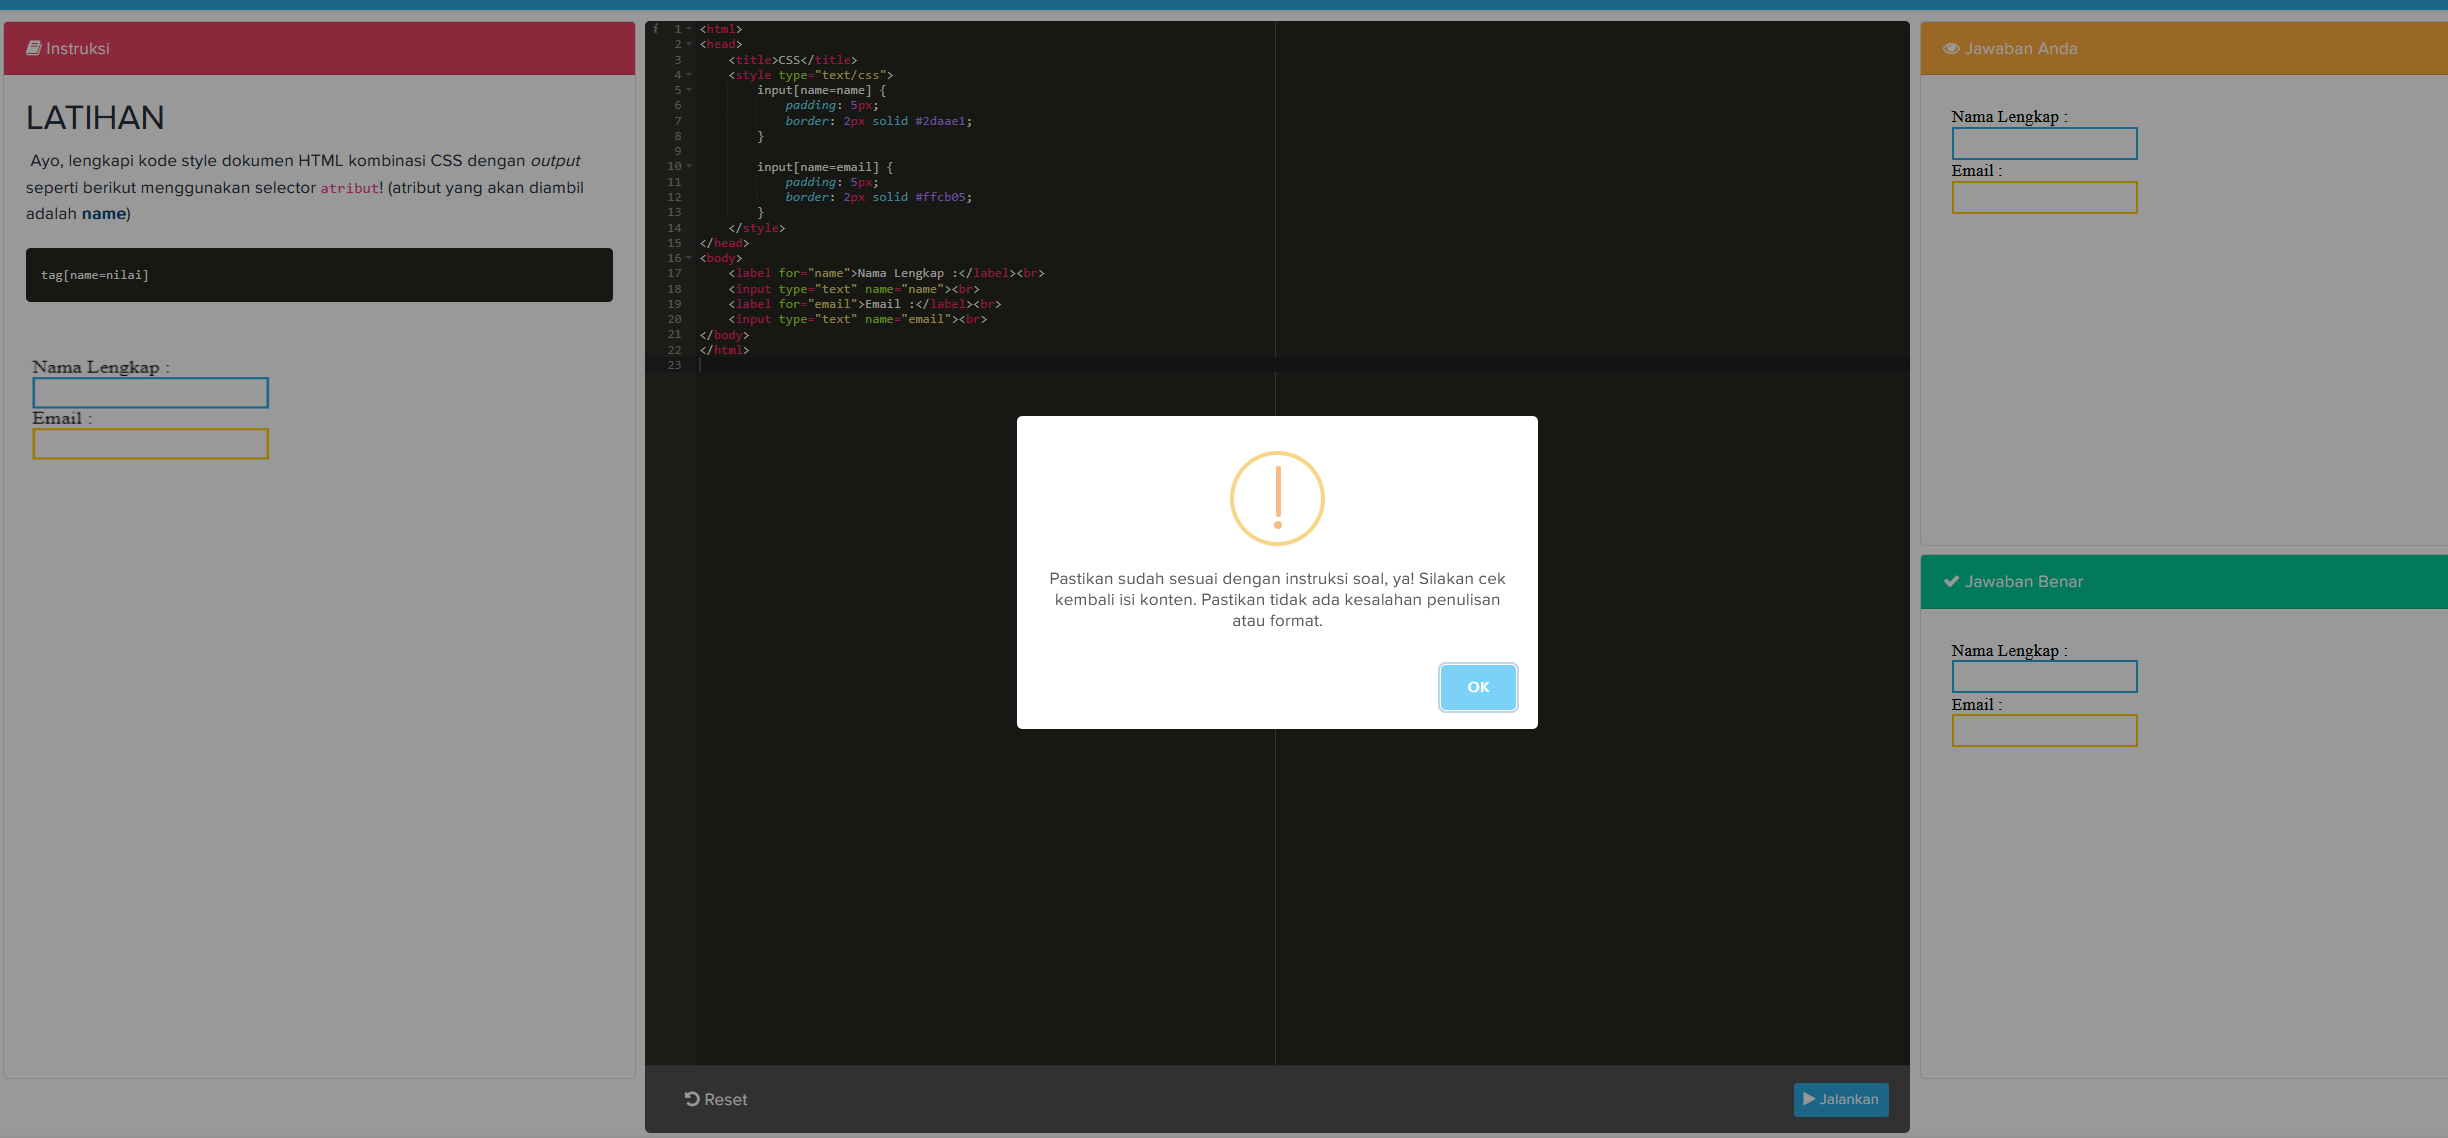 Instruksi
LATIHAN
Ayo, lengkapi kode style dokumen HTML kombinasi CSS dengan output
seperti berikut menggunakan selector atribut! (atribut yang akan diambil
adalah name)
tag[name=nilai]
Nama Lengkap :
Email :
1 <html>
2 <head>
3 <title>CSS</title>
4 <style type="text/css">
5 input[name=name] {
6 padding: 5px;
7 border: 2px solid #2daae1;
8 }
9
10 input[name=email] {
11 padding: 5px;
12 border: 2px solid #ffcb05;
13 }
14 </style>
15 </head>
16 <body>
17 <label for="name">Nama Lengkap :</label><br>
18 <input type="text" name="name"><br>
19 <label for="email">Email :</label><br>
20 <input type="text" name="email"><br>
21 </body>
22 </html>
23
Pastikan sudah sesuai dengan instruksi soal, ya! Silakan cek
kembali isi konten. Pastikan tidak ada kesalahan penulisan
atau format.
OK
Reset
Jalankan
Jawaban Anda
Nama Lengkap :
Email :
Jawaban Benar
Nama Lengkap :
Email :